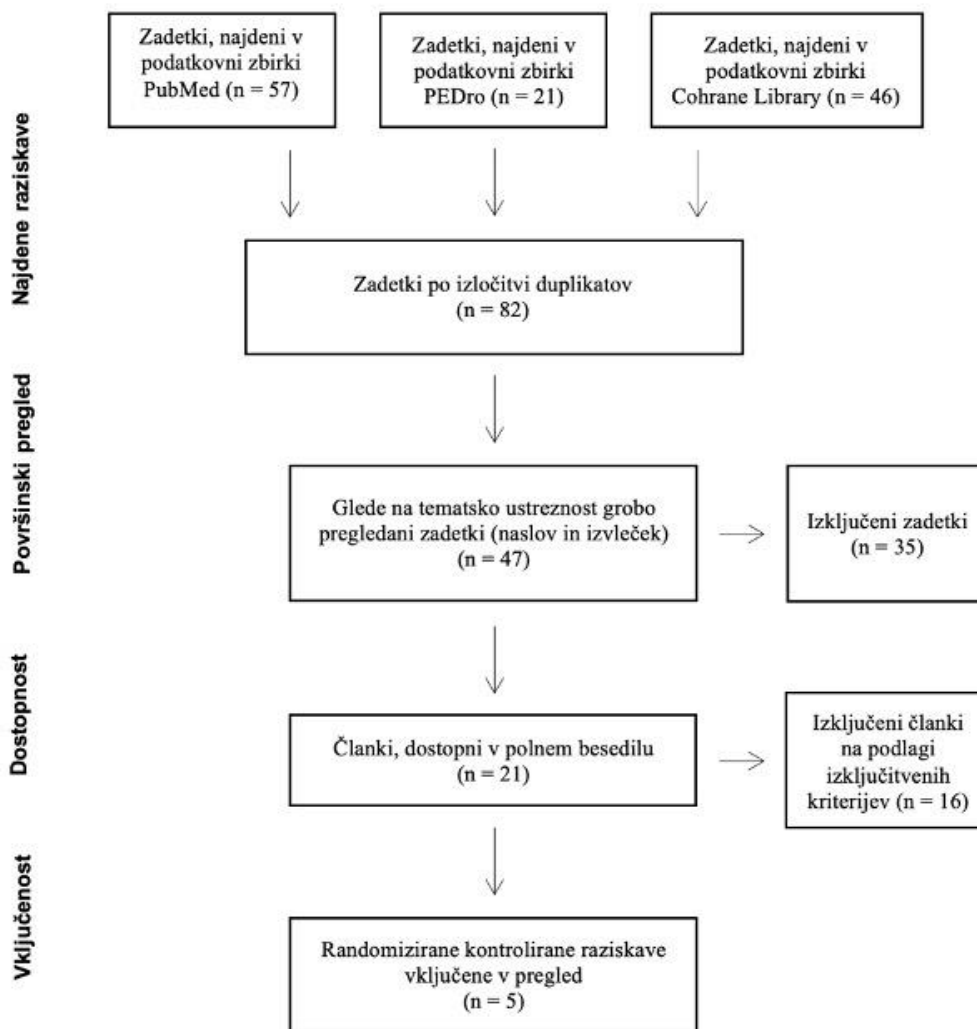 Zadetki, najdeni v
podatkovni zbirki
PubMed (n = 57)
Zadetki, najdeni v
podatkovni zbirki
PEDro (n = 21)
Zadetki, najdeni v
podatkovni zbirki
Cohrane Library (n = 46)
Najdene raziskave
Zadetki po izločitvi duplikatov
(n = 82)
Površinski pregled
Glede na tematsko ustreznost grobo
pregledani zadetki (naslov in izvleček)
(n = 47)
Izključeni zadetki
(n = 35)
Dostopnost
Članki, dostopni v polnem besedilu
(n = 21)
Izključeni članki
na podlagi
izključitvenih
kriterijev (n = 16)
Vključenost
Randomizirane kontrolirane raziskave
vključene v pregled
(n = 5)